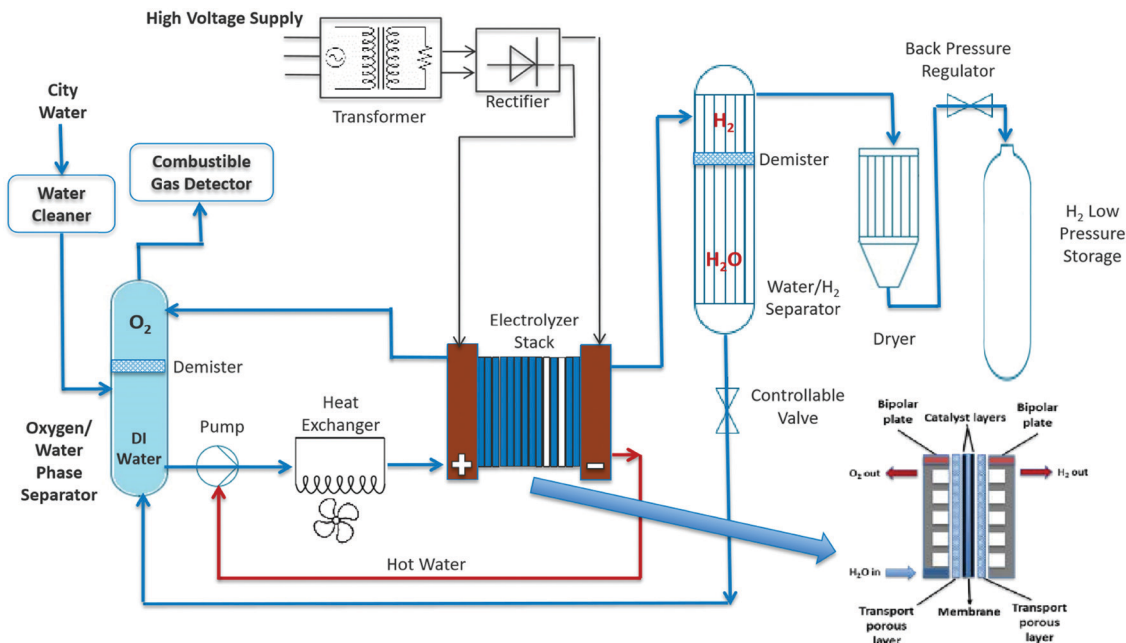 High Voltage Supply
Transformer
Rectifier
Back Pressure
Regulator
City
Water
Water
Cleaner
Combustible
Gas Detector
H₂
Demister
H₂O
Water/H₂
Separator
Dryer
H₂ Low
Pressure
Storage
O₂
Demister
DI
Water
Oxygen/
Water
Phase
Separator
Pump
Heat
Exchanger
Electrolyzer
Stack
+
−
Hot Water
Controllable
Valve
Bipolar
plate
Catalyst layers
Bipolar
plate
O₂ out
H₂ out
H₂O in
Transport
porous
layer
Membrane
Transport
porous
layer